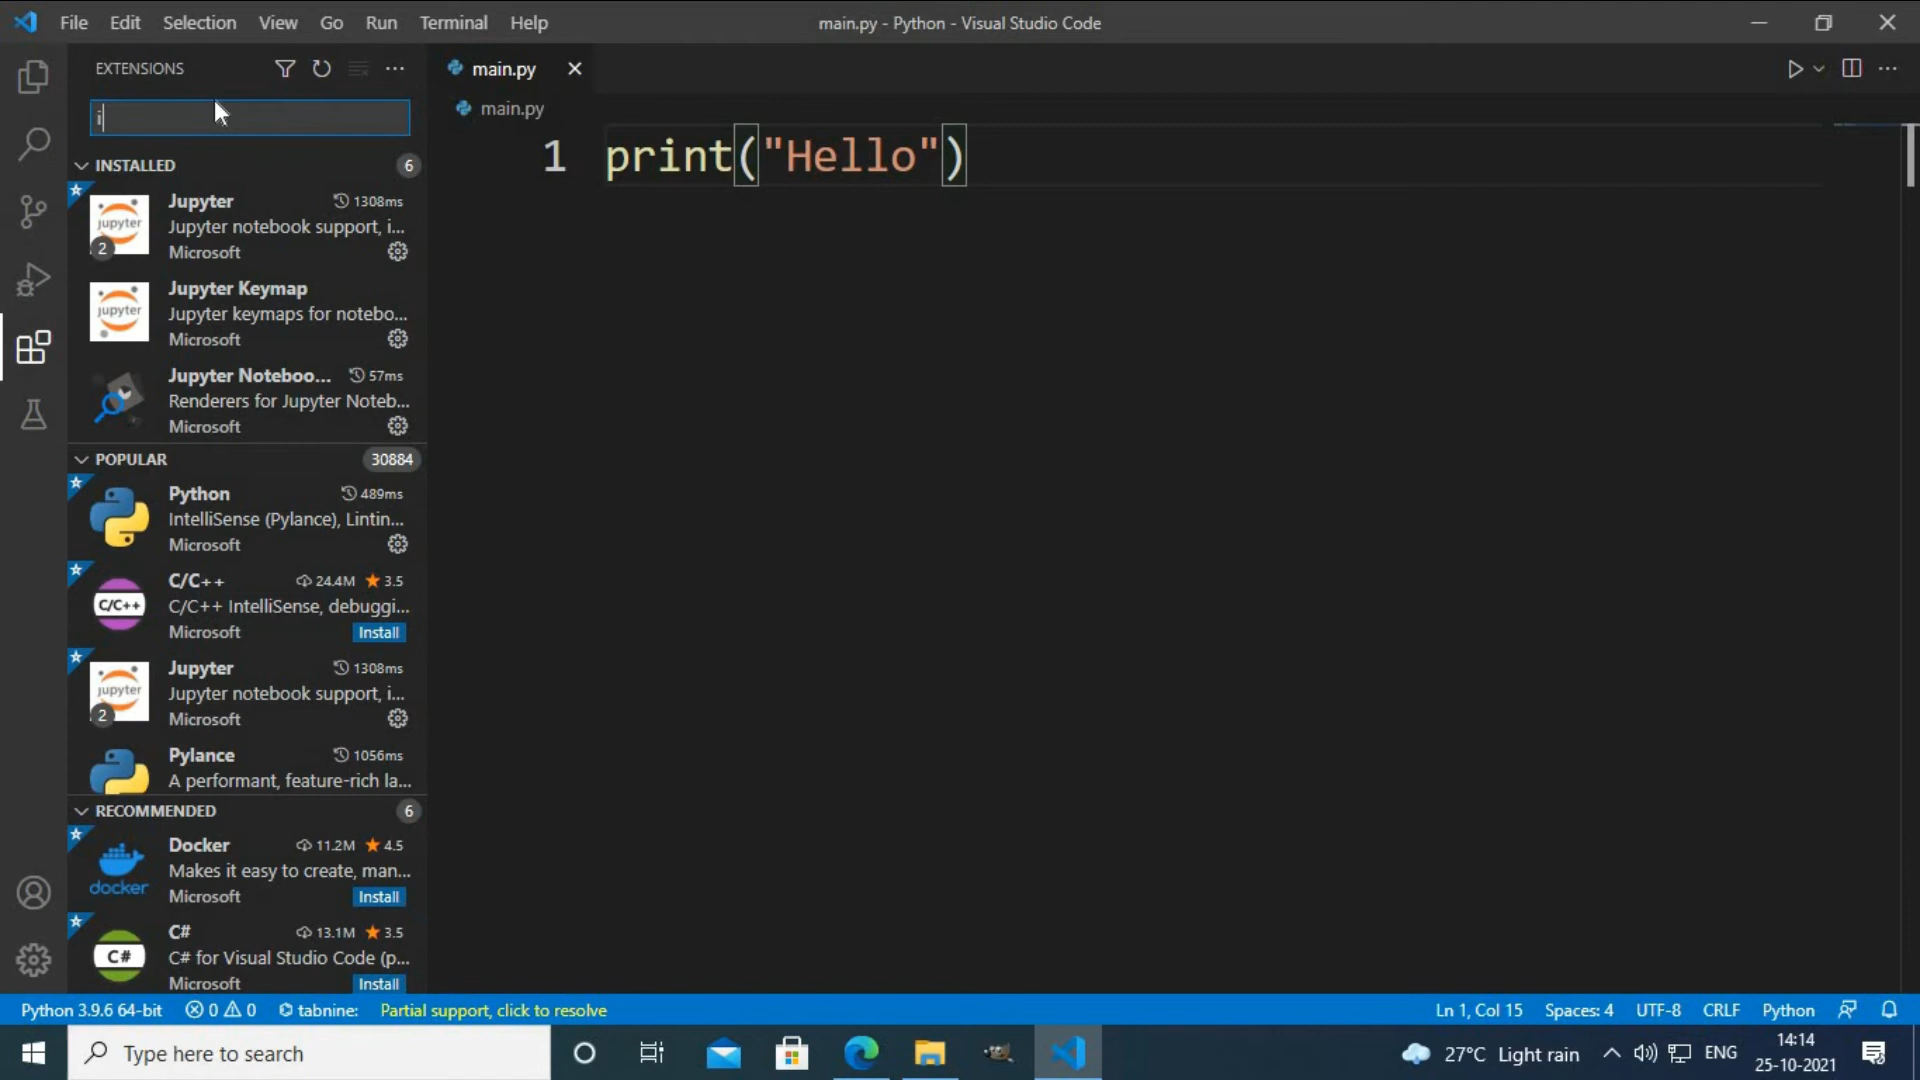 File Edit Selection View Go Run Terminal Help
main.py - Python - Visual Studio Code
EXTENSIONS
i
INSTALLED 6
Jupyter 1308ms
Jupyter notebook support, i...
Microsoft
jupyter
2
Jupyter Keymap
Jupyter keymaps for notebo...
Microsoft
jupyter
Jupyter Noteboo... 57ms
Renderers for Jupyter Noteb...
Microsoft
POPULAR 30884
Python 489ms
IntelliSense (Pylance), Lintin...
Microsoft
C/C++ 24.4M 3.5
C/C++ IntelliSense, debuggi...
Microsoft Install
C/C++
Jupyter 1308ms
Jupyter notebook support, i...
Microsoft
jupyter
2
Pylance 1056ms
A performant, feature-rich la...
RECOMMENDED 6
Docker 11.2M 4.5
Makes it easy to create, man...
Microsoft Install
docker
C# 13.1M 3.5
C# for Visual Studio Code (p...
Microsoft Install
C#
main.py
main.py
1 print("Hello")
Python 3.9.6 64-bit 0 0 tabnine: Partial support, click to resolve
Ln 1, Col 15 Spaces: 4 UTF-8 CRLF Python
Type here to search
27°C Light rain ENG
14:14
25-10-2021